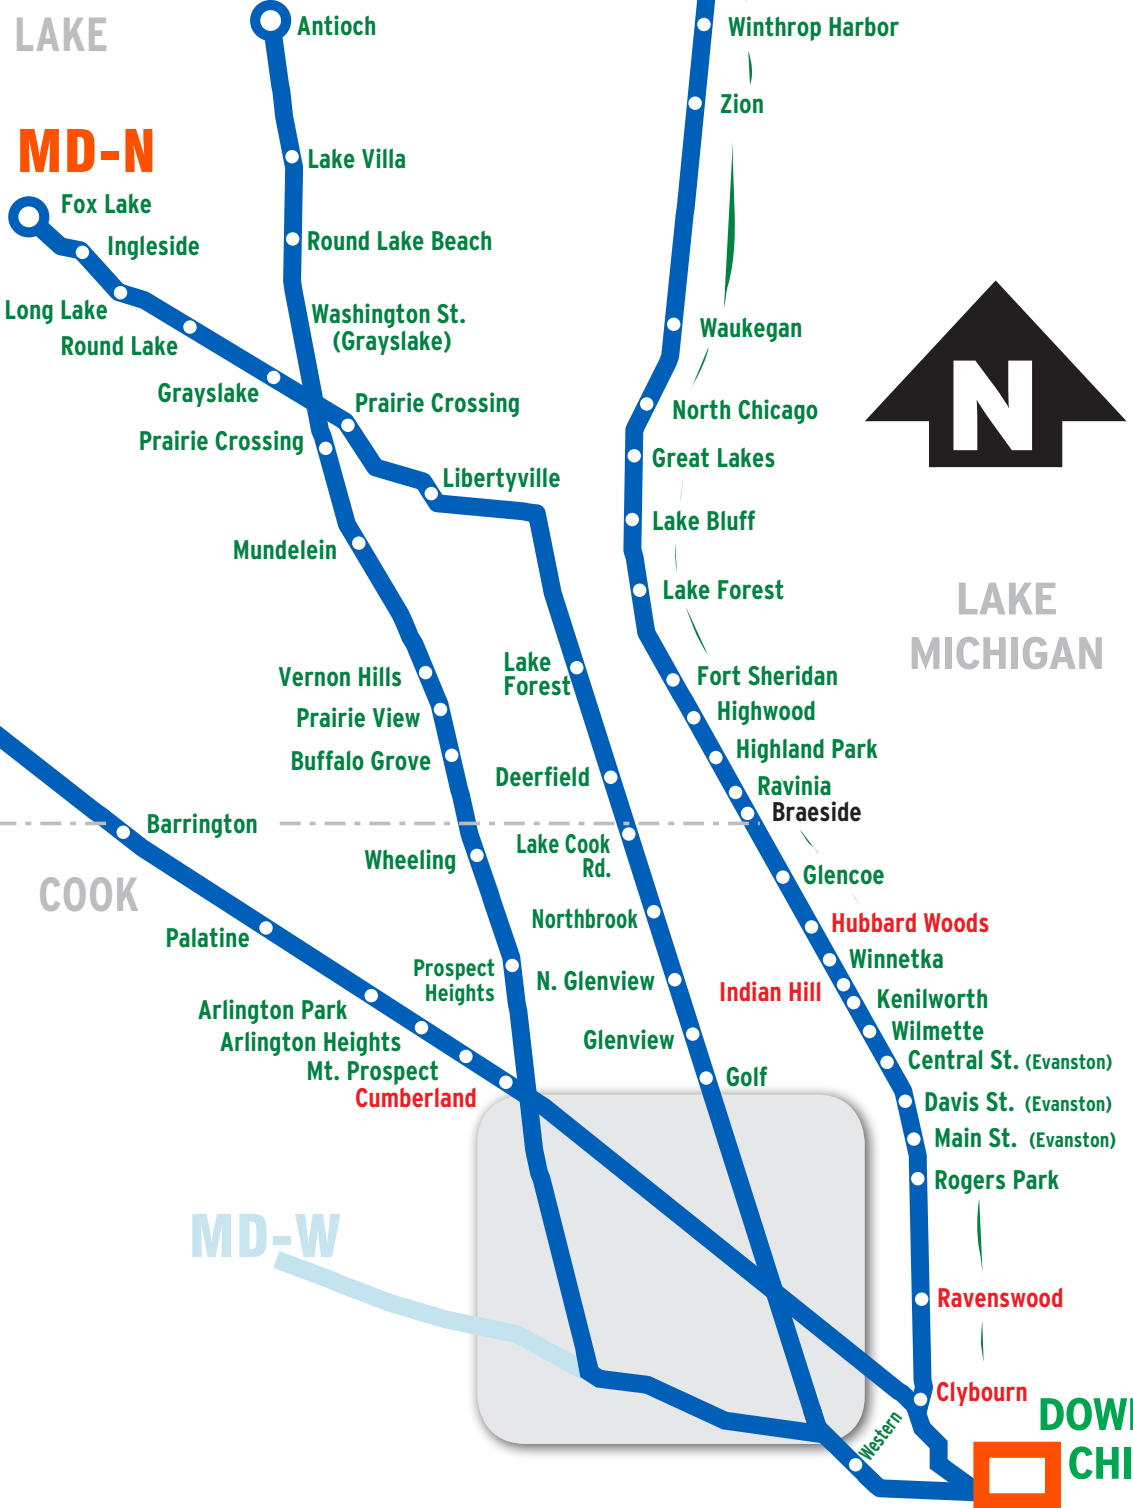 LAKE
Antioch
Winthrop Harbor
Zion
MD-N
Lake Villa
Fox Lake
Ingleside
Round Lake Beach
Long Lake
Washington St.
(Grayslake)
Waukegan
Round Lake
Grayslake
Prairie Crossing
North Chicago
N
Prairie Crossing
Great Lakes
Libertyville
Lake Bluff
Mundelein
Lake Forest
LAKE
MICHIGAN
Lake
Forest
Vernon Hills
Fort Sheridan
Prairie View
Highwood
Buffalo Grove
Highland Park
Deerfield
Ravinia
Braeside
Barrington
Lake Cook
Rd.
Wheeling
Glencoe
COOK
Northbrook
Hubbard Woods
Palatine
Winnetka
Prospect
Heights
N. Glenview
Indian Hill
Kenilworth
Arlington Park
Wilmette
Arlington Heights
Glenview
Central St. (Evanston)
Mt. Prospect
Golf
Cumberland
Davis St. (Evanston)
Main St. (Evanston)
Rogers Park
MD-W
Ravenswood
Clybourn
Western
DOW
CHI